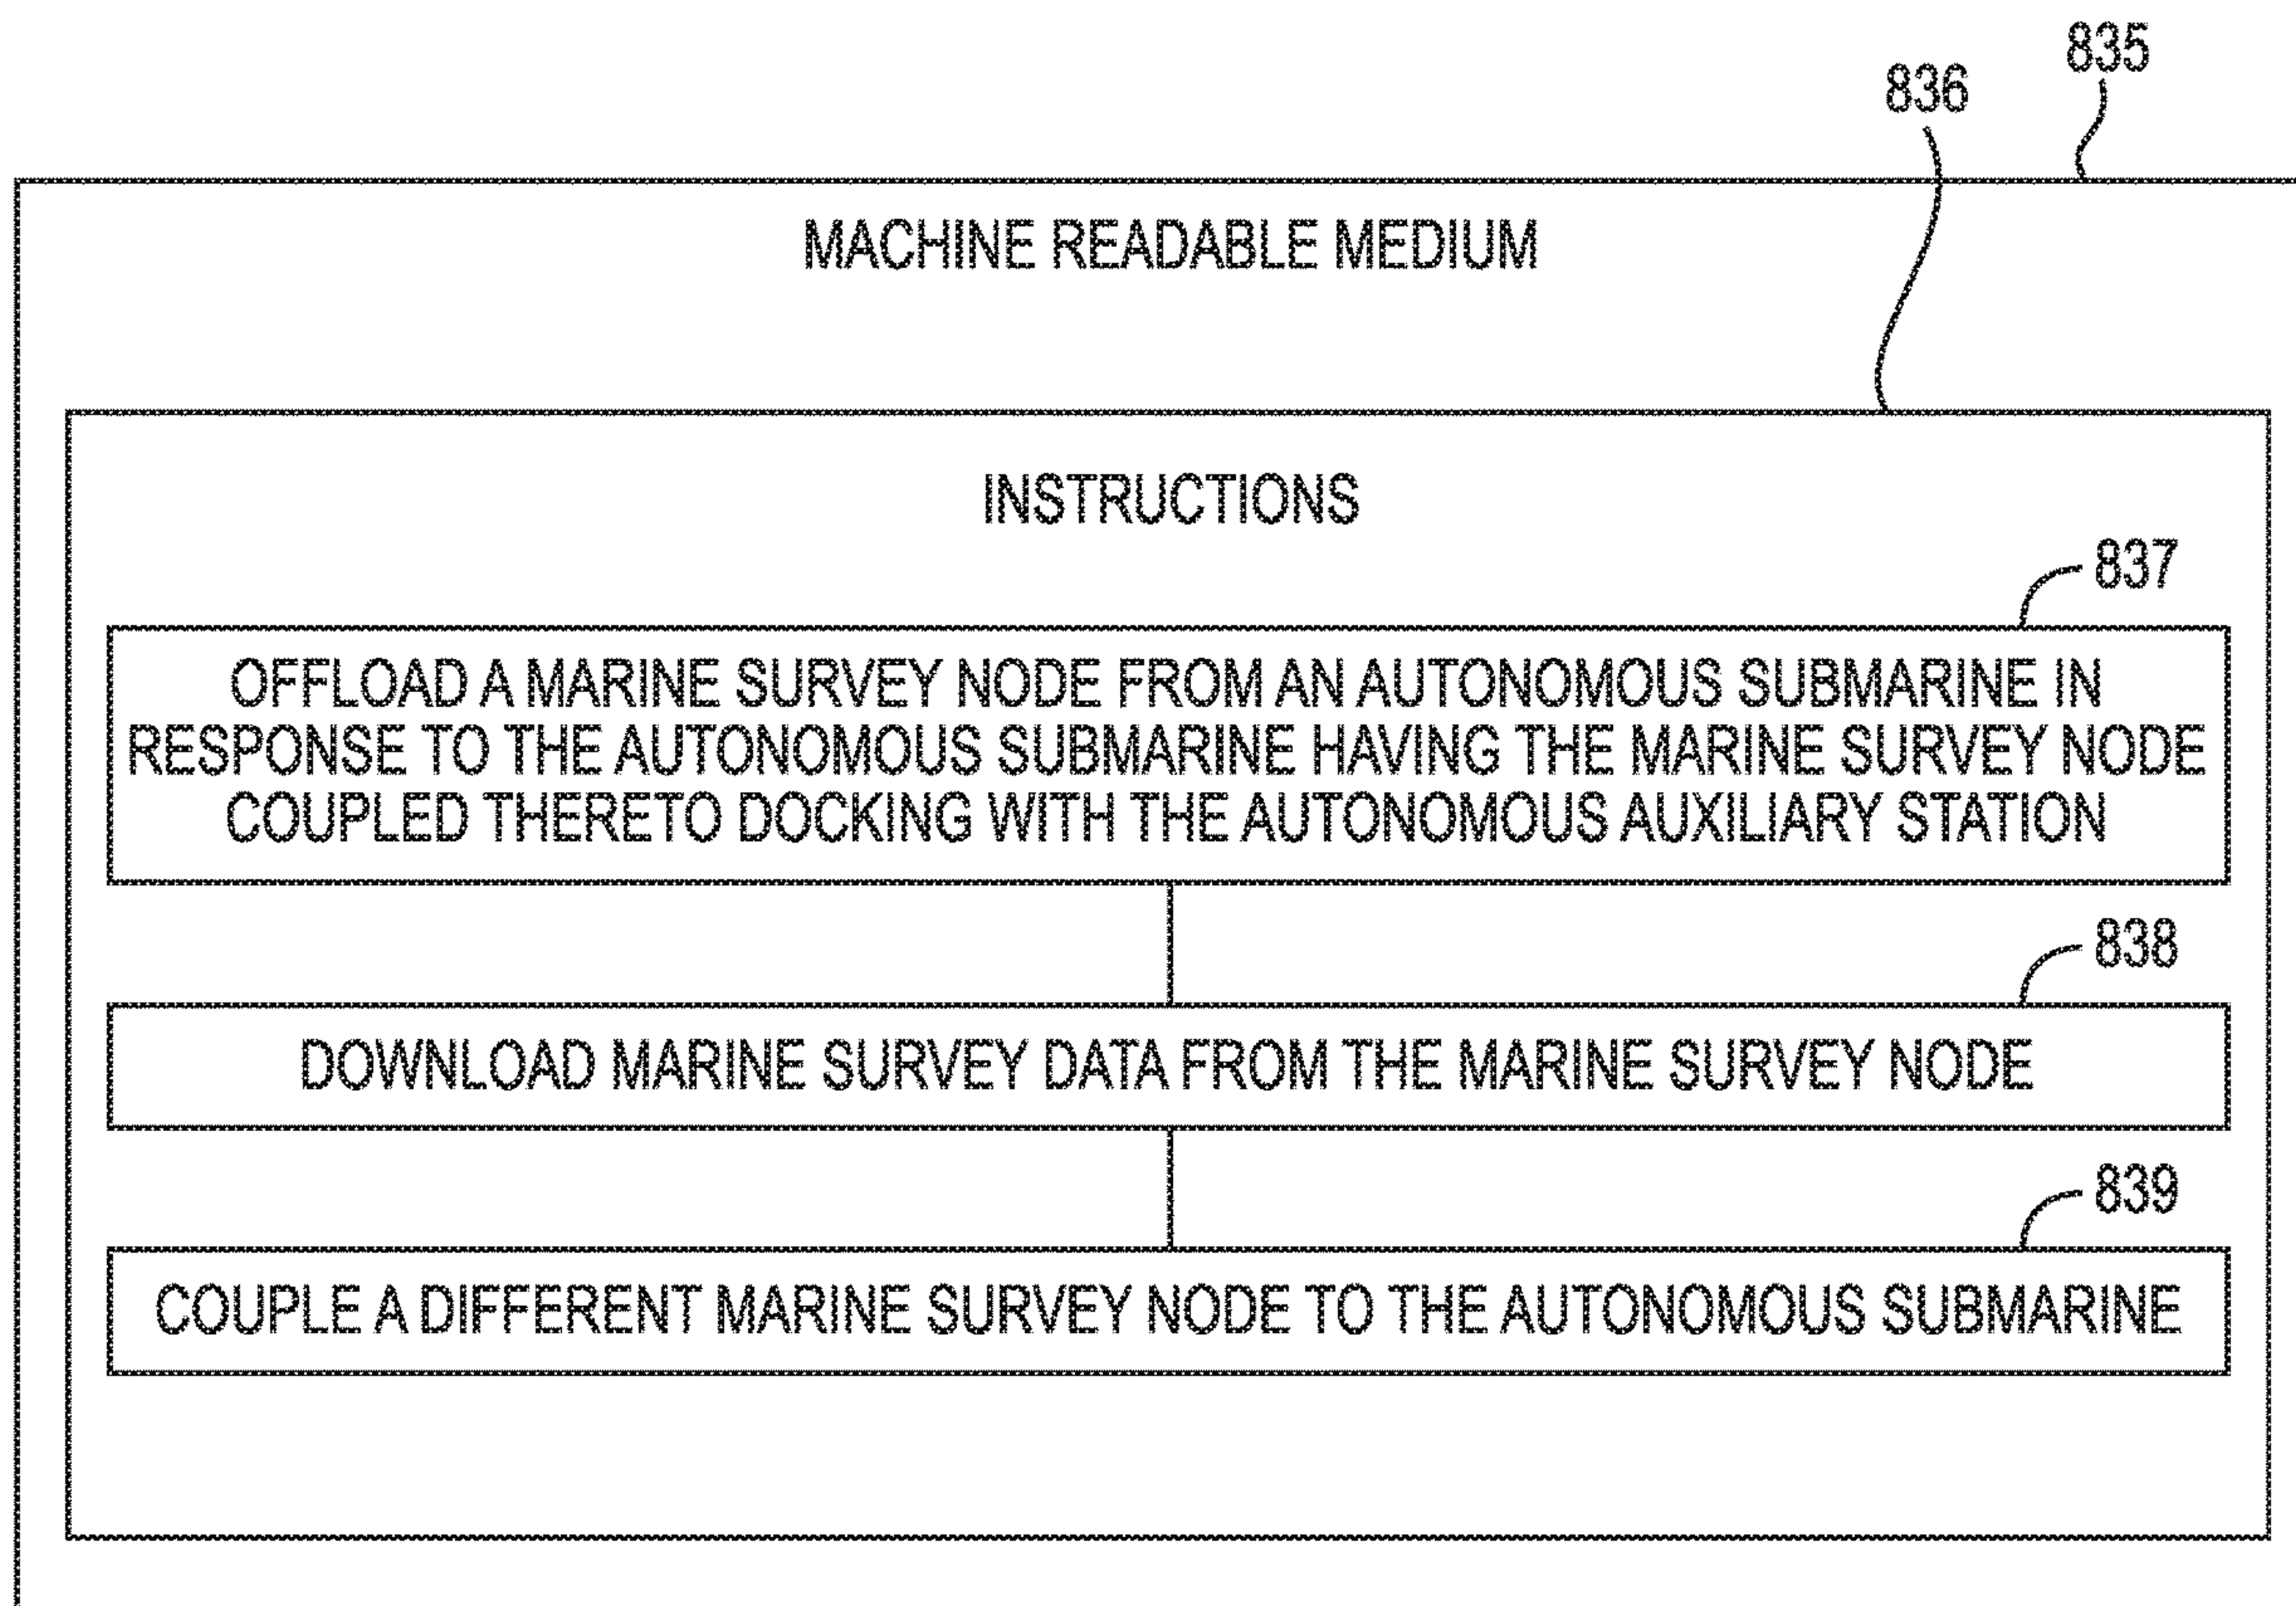 835
836
MACHINE READABLE MEDIUM
INSTRUCTIONS
837
OFFLOAD A MARINE SURVEY NODE FROM AN AUTONOMOUS SUBMARINE IN
RESPONSE TO THE AUTONOMOUS SUBMARINE HAVING THE MARINE SURVEY NODE
COUPLED THERETO DOCKING WITH THE AUTONOMOUS AUXILIARY STATION
838
DOWNLOAD MARINE SURVEY DATA FROM THE MARINE SURVEY NODE
839
COUPLE A DIFFERENT MARINE SURVEY NODE TO THE AUTONOMOUS SUBMARINE